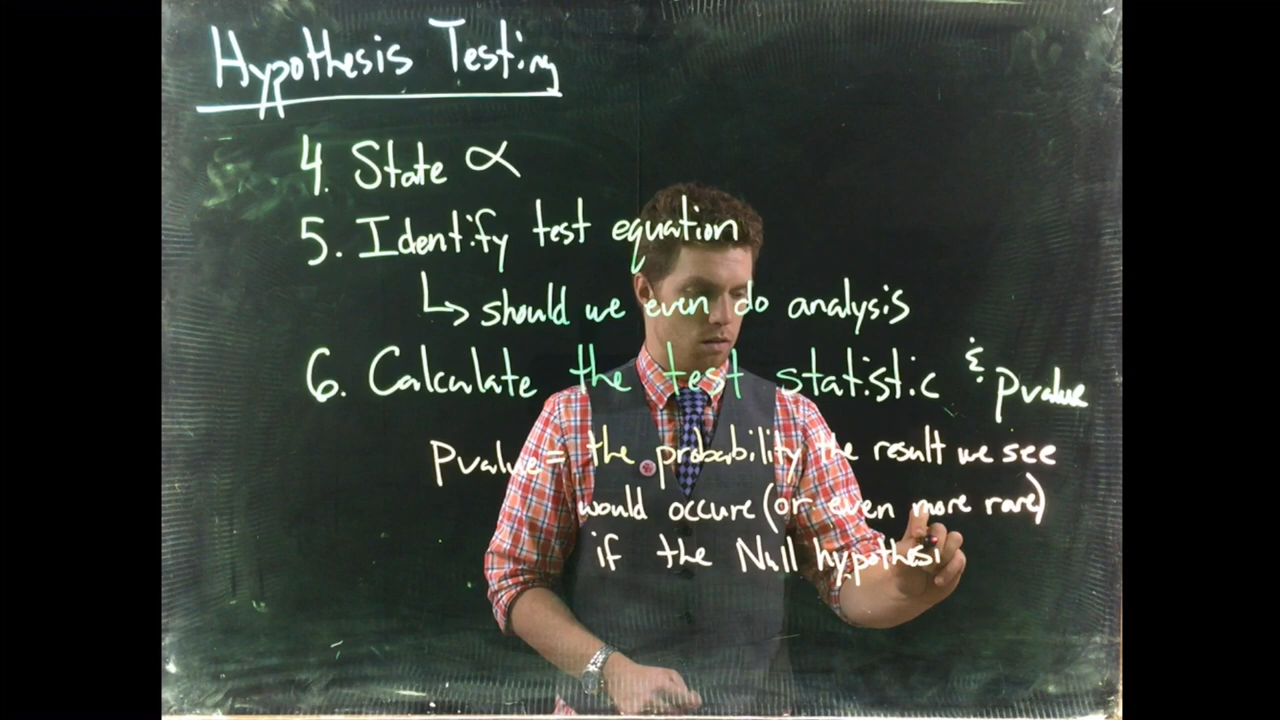 Hypothesis Testing
4. State ∝
5. Identify test equation
↳ should we even do analysis
6. Calculate the test statistic & pvalue
Pvalue = the probability the result we see
would occure (or even more rare)
if the Null hypothesi